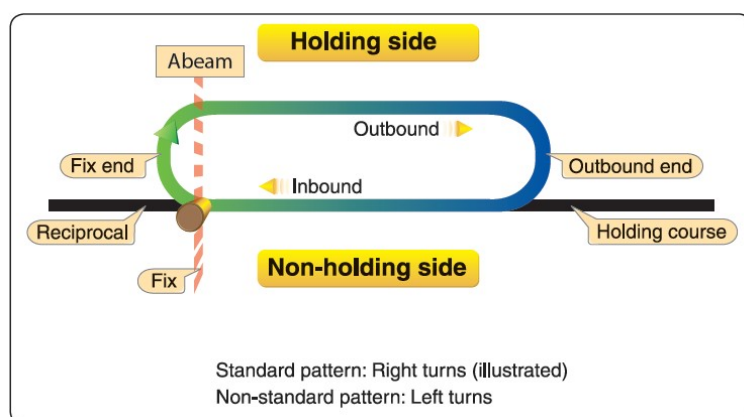 Holding side
Abeam
Outbound
Fix end
Outbound end
Inbound
Reciprocal
Holding course
Non-holding side
Fix
Standard pattern: Right turns (illustrated)
Non-standard pattern: Left turns